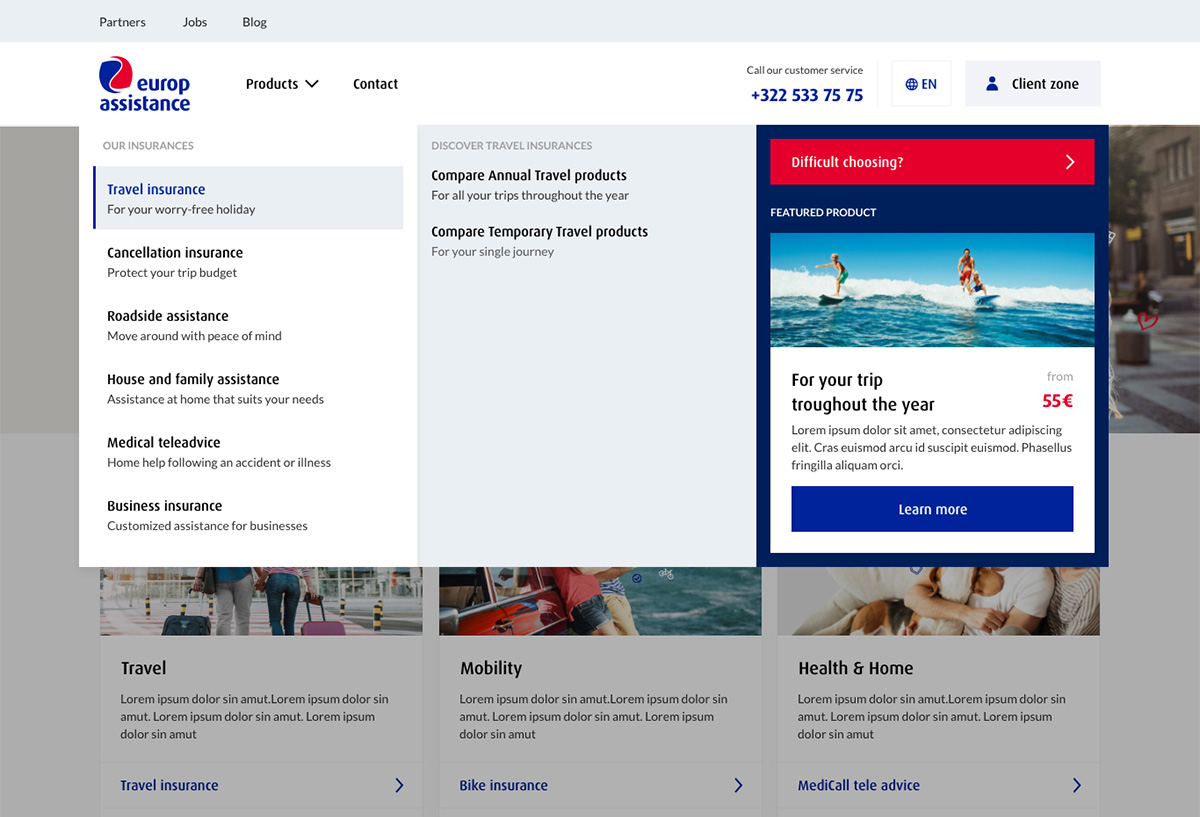 Partners
Jobs
Blog
europ
assistance
Products
Contact
Call our customer service
+322 533 75 75
EN
Client zone
OUR INSURANCES
Travel insurance
For your worry-free holiday
Cancellation insurance
Protect your trip budget
Roadside assistance
Move around with peace of mind
House and family assistance
Assistance at home that suits your needs
Medical teleadvice
Home help following an accident or illness
Business insurance
Customized assistance for businesses
DISCOVER TRAVEL INSURANCES
Compare Annual Travel products
For all your trips throughout the year
Compare Temporary Travel products
For your single journey
Difficult choosing?
FEATURED PRODUCT
For your trip
troughout the year
from
55€
Lorem ipsum dolor sit amet, consectetur adipiscing
elit. Cras euismod arcu id suscipit euismod. Phasellus
fringilla aliquam orci.
Learn more
Travel
Lorem ipsum dolor sin amut.Lorem ipsum dolor sin
amut. Lorem ipsum dolor sin amut. Lorem ipsum
dolor sin amut
Travel insurance
Mobility
Lorem ipsum dolor sin amut.Lorem ipsum dolor sin
amut. Lorem ipsum dolor sin amut. Lorem ipsum
dolor sin amut
Bike insurance
Health & Home
Lorem ipsum dolor sin amut.Lorem ipsum dolor sin
amut. Lorem ipsum dolor sin amut. Lorem ipsum
dolor sin amut
MediCall tele advice